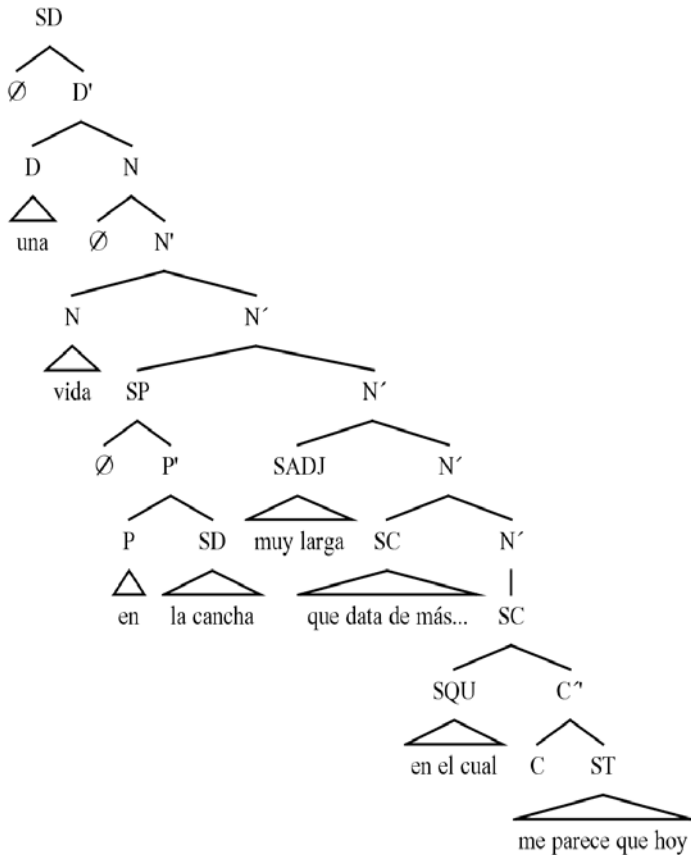 SD
Ø D'
D N
una Ø N'
N N´
vida SP N´
Ø P' SADJ N´
P SD muy larga SC N´
en la cancha que data de más... SC
SQU C´'
en el cual C ST
me parece que hoy